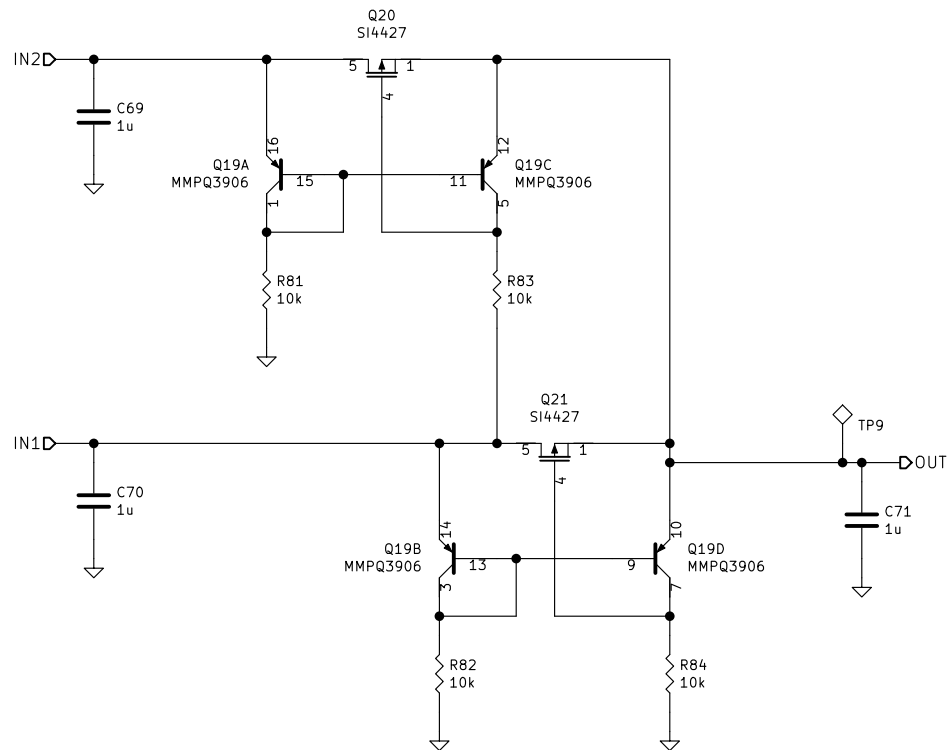 Q20
SI4427
IN2
5
1
4
C69
1u
16
12
Q19A
MMPQ3906
15
11
Q19C
MMPQ3906
1
5
R81
10k
R83
10k
Q21
SI4427
TP9
IN1
5
1
OUT
4
C70
1u
C71
1u
14
10
Q19B
MMPQ3906
13
9
Q19D
MMPQ3906
3
7
R82
10k
R84
10k